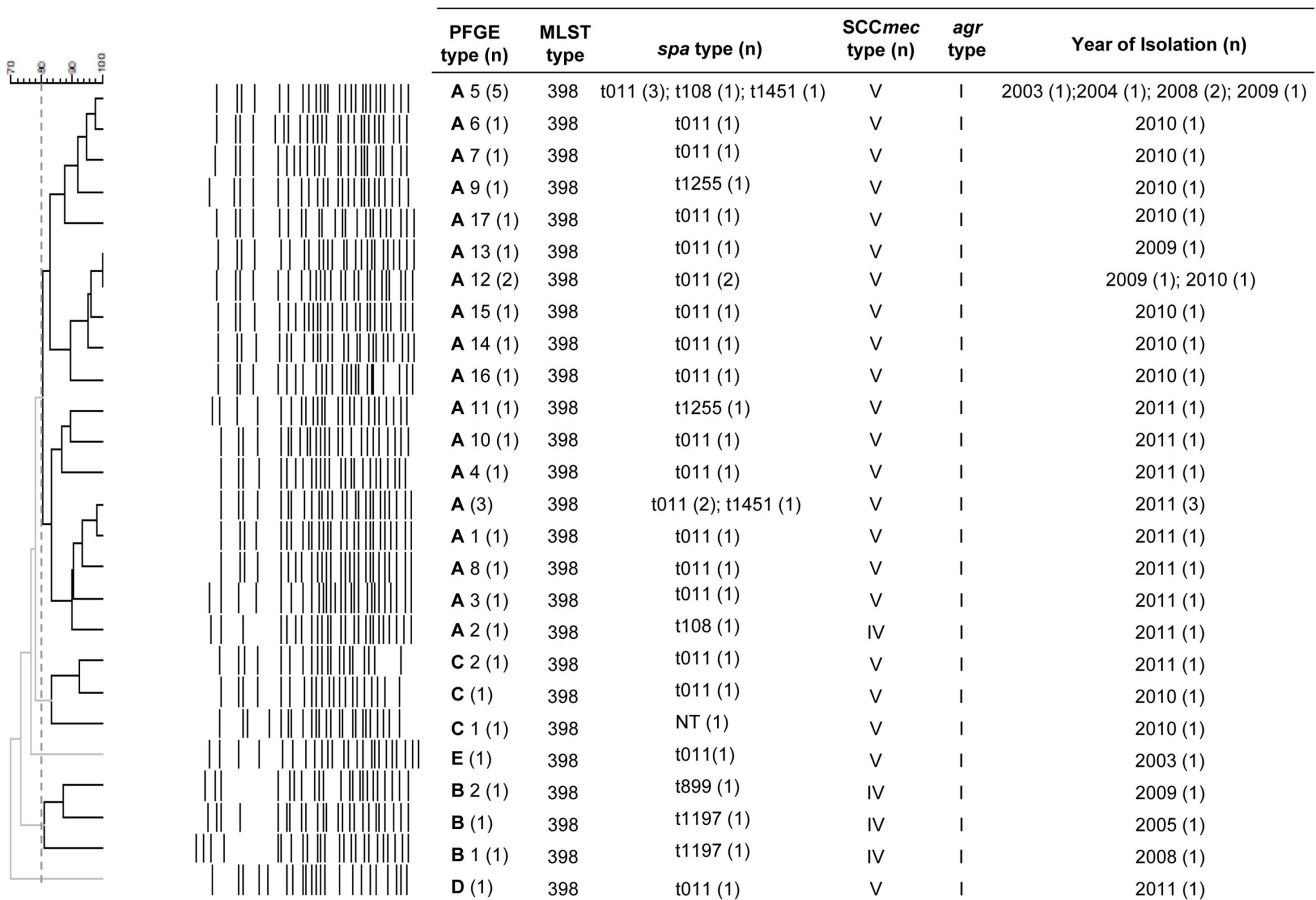 70 80 90 100
PFGE type (n) MLST type spa type (n) SCCmec type (n) agr type Year of Isolation (n)
A 5 (5) 398 t011 (3); t108 (1); t1451 (1) V I 2003 (1);2004 (1); 2008 (2); 2009 (1)
A 6 (1) 398 t011 (1) V I 2010 (1)
A 7 (1) 398 t011 (1) V I 2010 (1)
A 9 (1) 398 t1255 (1) V I 2010 (1)
A 17 (1) 398 t011 (1) V I 2010 (1)
A 13 (1) 398 t011 (1) V I 2009 (1)
A 12 (2) 398 t011 (2) V I 2009 (1); 2010 (1)
A 15 (1) 398 t011 (1) V I 2010 (1)
A 14 (1) 398 t011 (1) V I 2010 (1)
A 16 (1) 398 t011 (1) V I 2010 (1)
A 11 (1) 398 t1255 (1) V I 2011 (1)
A 10 (1) 398 t011 (1) V I 2011 (1)
A 4 (1) 398 t011 (1) V I 2011 (1)
A (3) 398 t011 (2); t1451 (1) V I 2011 (3)
A 1 (1) 398 t011 (1) V I 2011 (1)
A 8 (1) 398 t011 (1) V I 2011 (1)
A 3 (1) 398 t011 (1) V I 2011 (1)
A 2 (1) 398 t108 (1) IV I 2011 (1)
C 2 (1) 398 t011 (1) V I 2011 (1)
C (1) 398 t011 (1) V I 2010 (1)
C 1 (1) 398 NT (1) V I 2010 (1)
E (1) 398 t011(1) V I 2003 (1)
B 2 (1) 398 t899 (1) IV I 2009 (1)
B (1) 398 t1197 (1) IV I 2005 (1)
B 1 (1) 398 t1197 (1) IV I 2008 (1)
D (1) 398 t011 (1) V I 2011 (1)